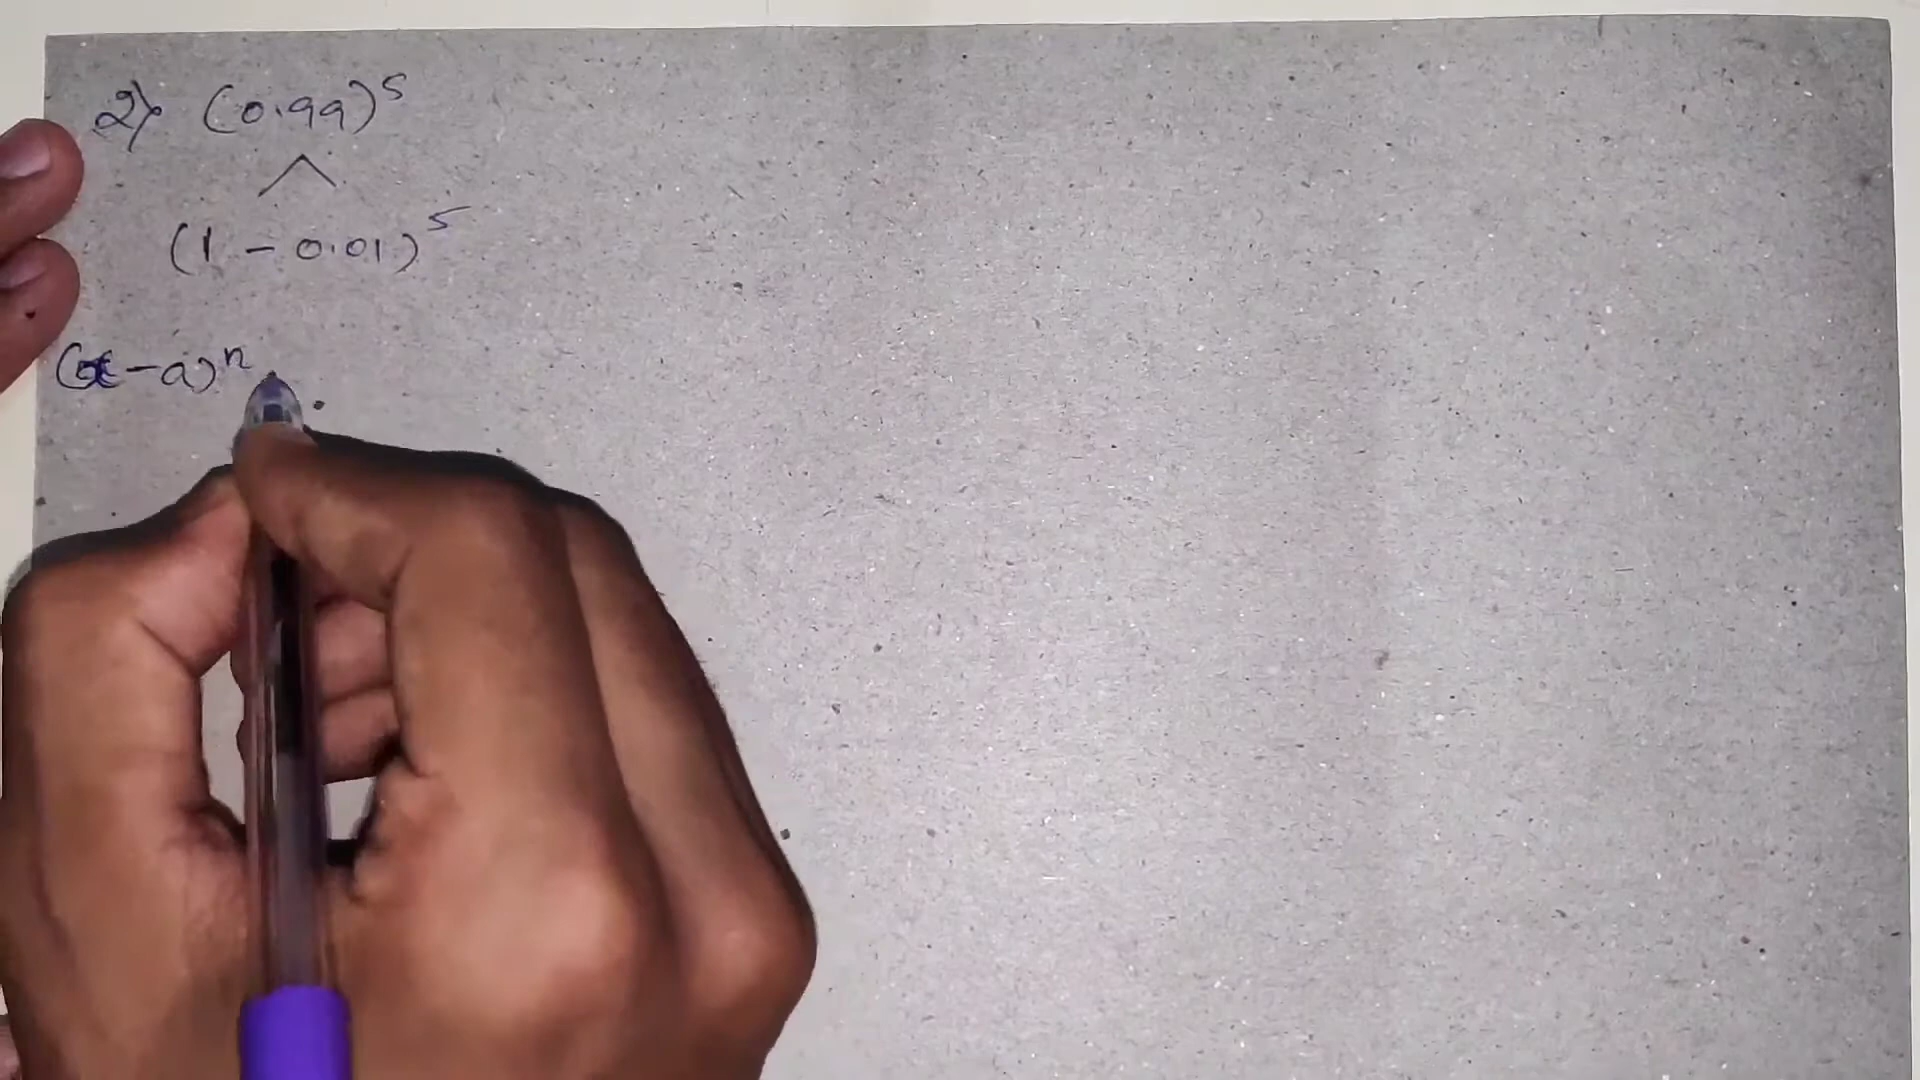 2) (0.99)⁵
(1 - 0.01)⁵
(x - a)ⁿ